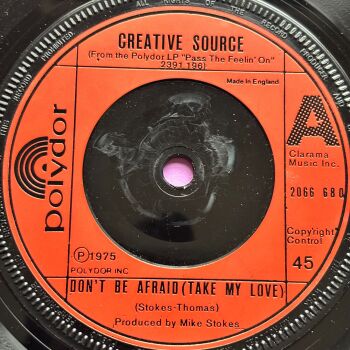 CREATIVE SOURCE
(From the Polydor LP "Pass The Feelin' On"
2391 196)
Made in England
polydor
A
Clarama
Music Inc.
2066 680
Copyright
Control
Ⓟ 1975
POLYDOR INC
45
DON'T BE AFRAID (TAKE MY LOVE)
(Stokes-Thomas)
Produced by Mike Stokes